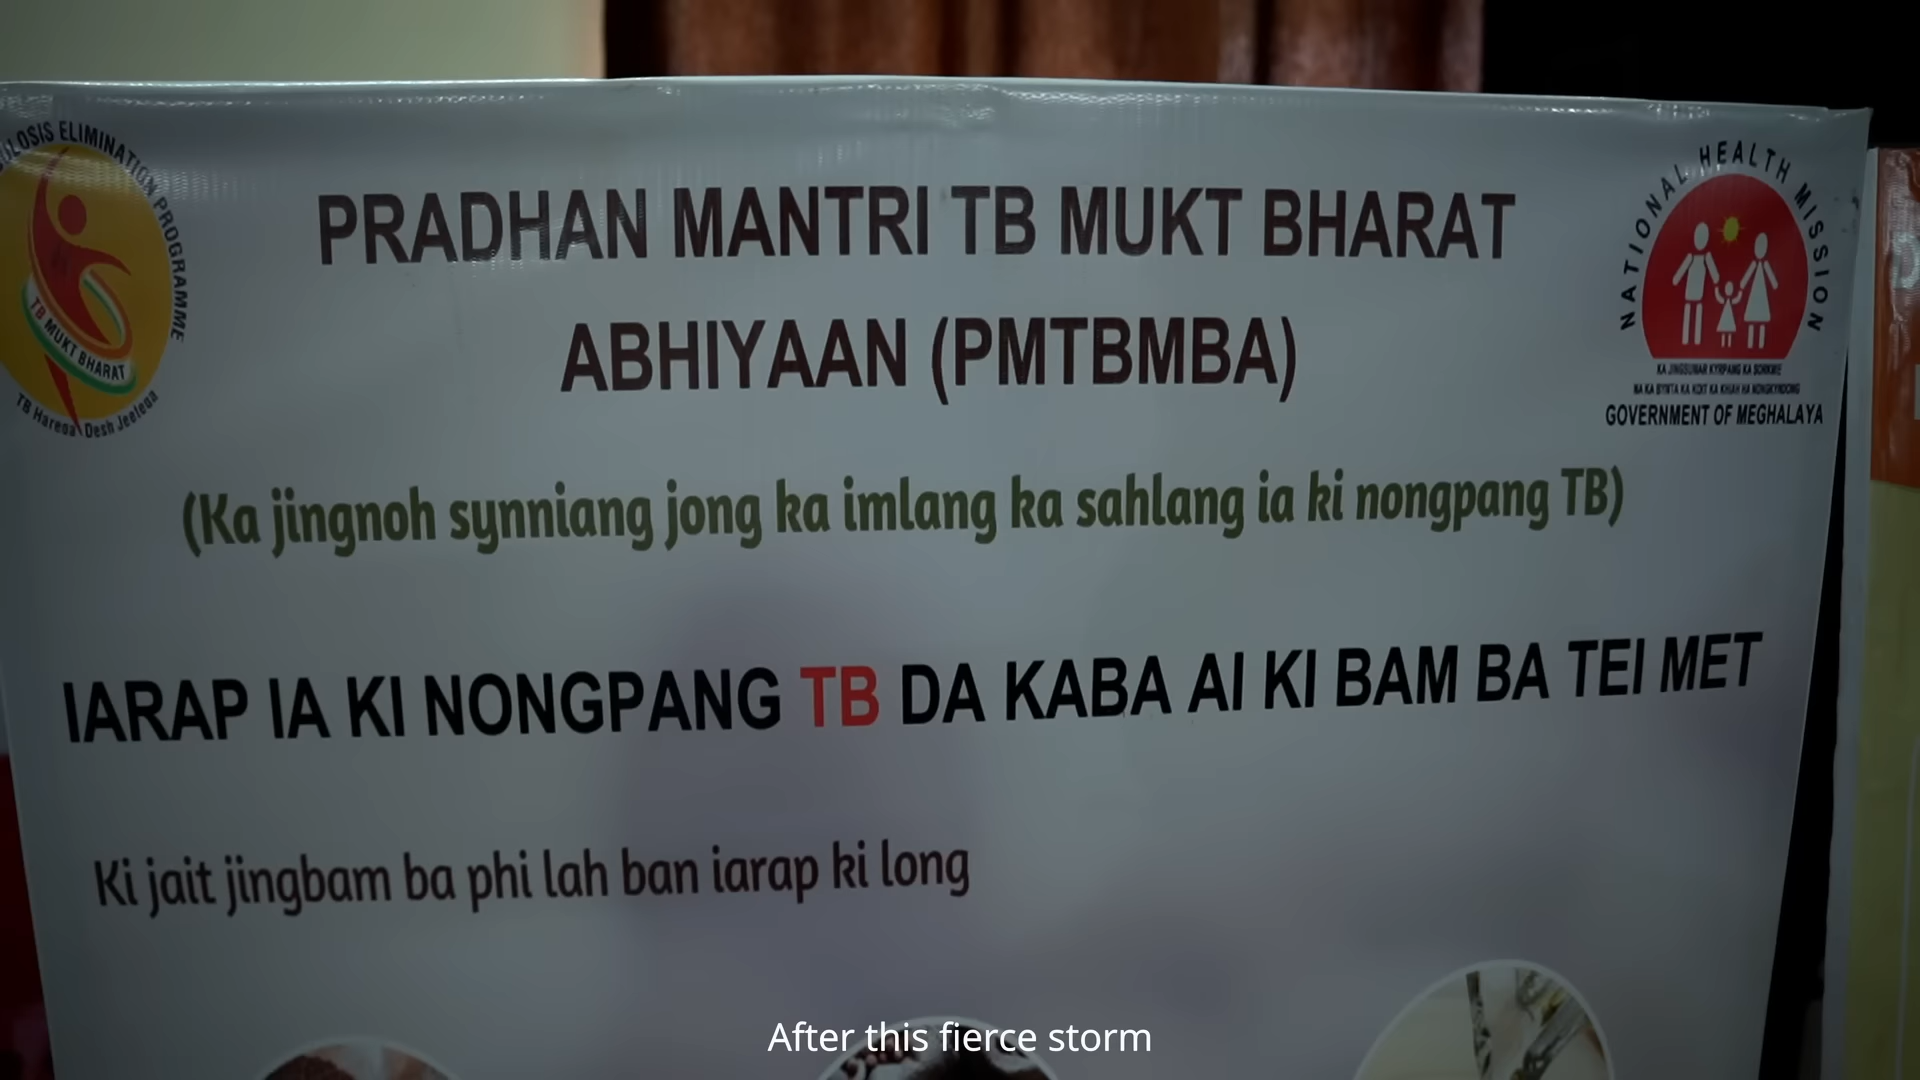 ELIMINATION PROGRAMME
TB MUKT BHARAT
TB Harega Desh Jeetega
PRADHAN MANTRI TB MUKT BHARAT
ABHIYAAN (PMTBMBA)
NATIONAL HEALTH MISSION
GOVERNMENT OF MEGHALAYA
(Ka jingnoh synniang jong ka imlang ka sahlang ia ki nongpang TB)
IARAP IA KI NONGPANG TB DA KABA AI KI BAM BA TEI MET
Ki jait jingbam ba phi lah ban iarap ki long
After this fierce storm